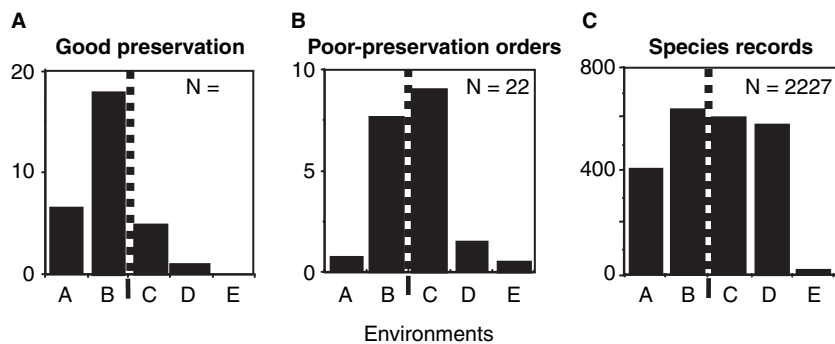 A
Good preservation
20
10
0
N =
A B C D E
B
Poor-preservation orders
10
5
0
N = 22
A B C D E
C
Species records
800
400
0
N = 2227
A B C D E
Environments